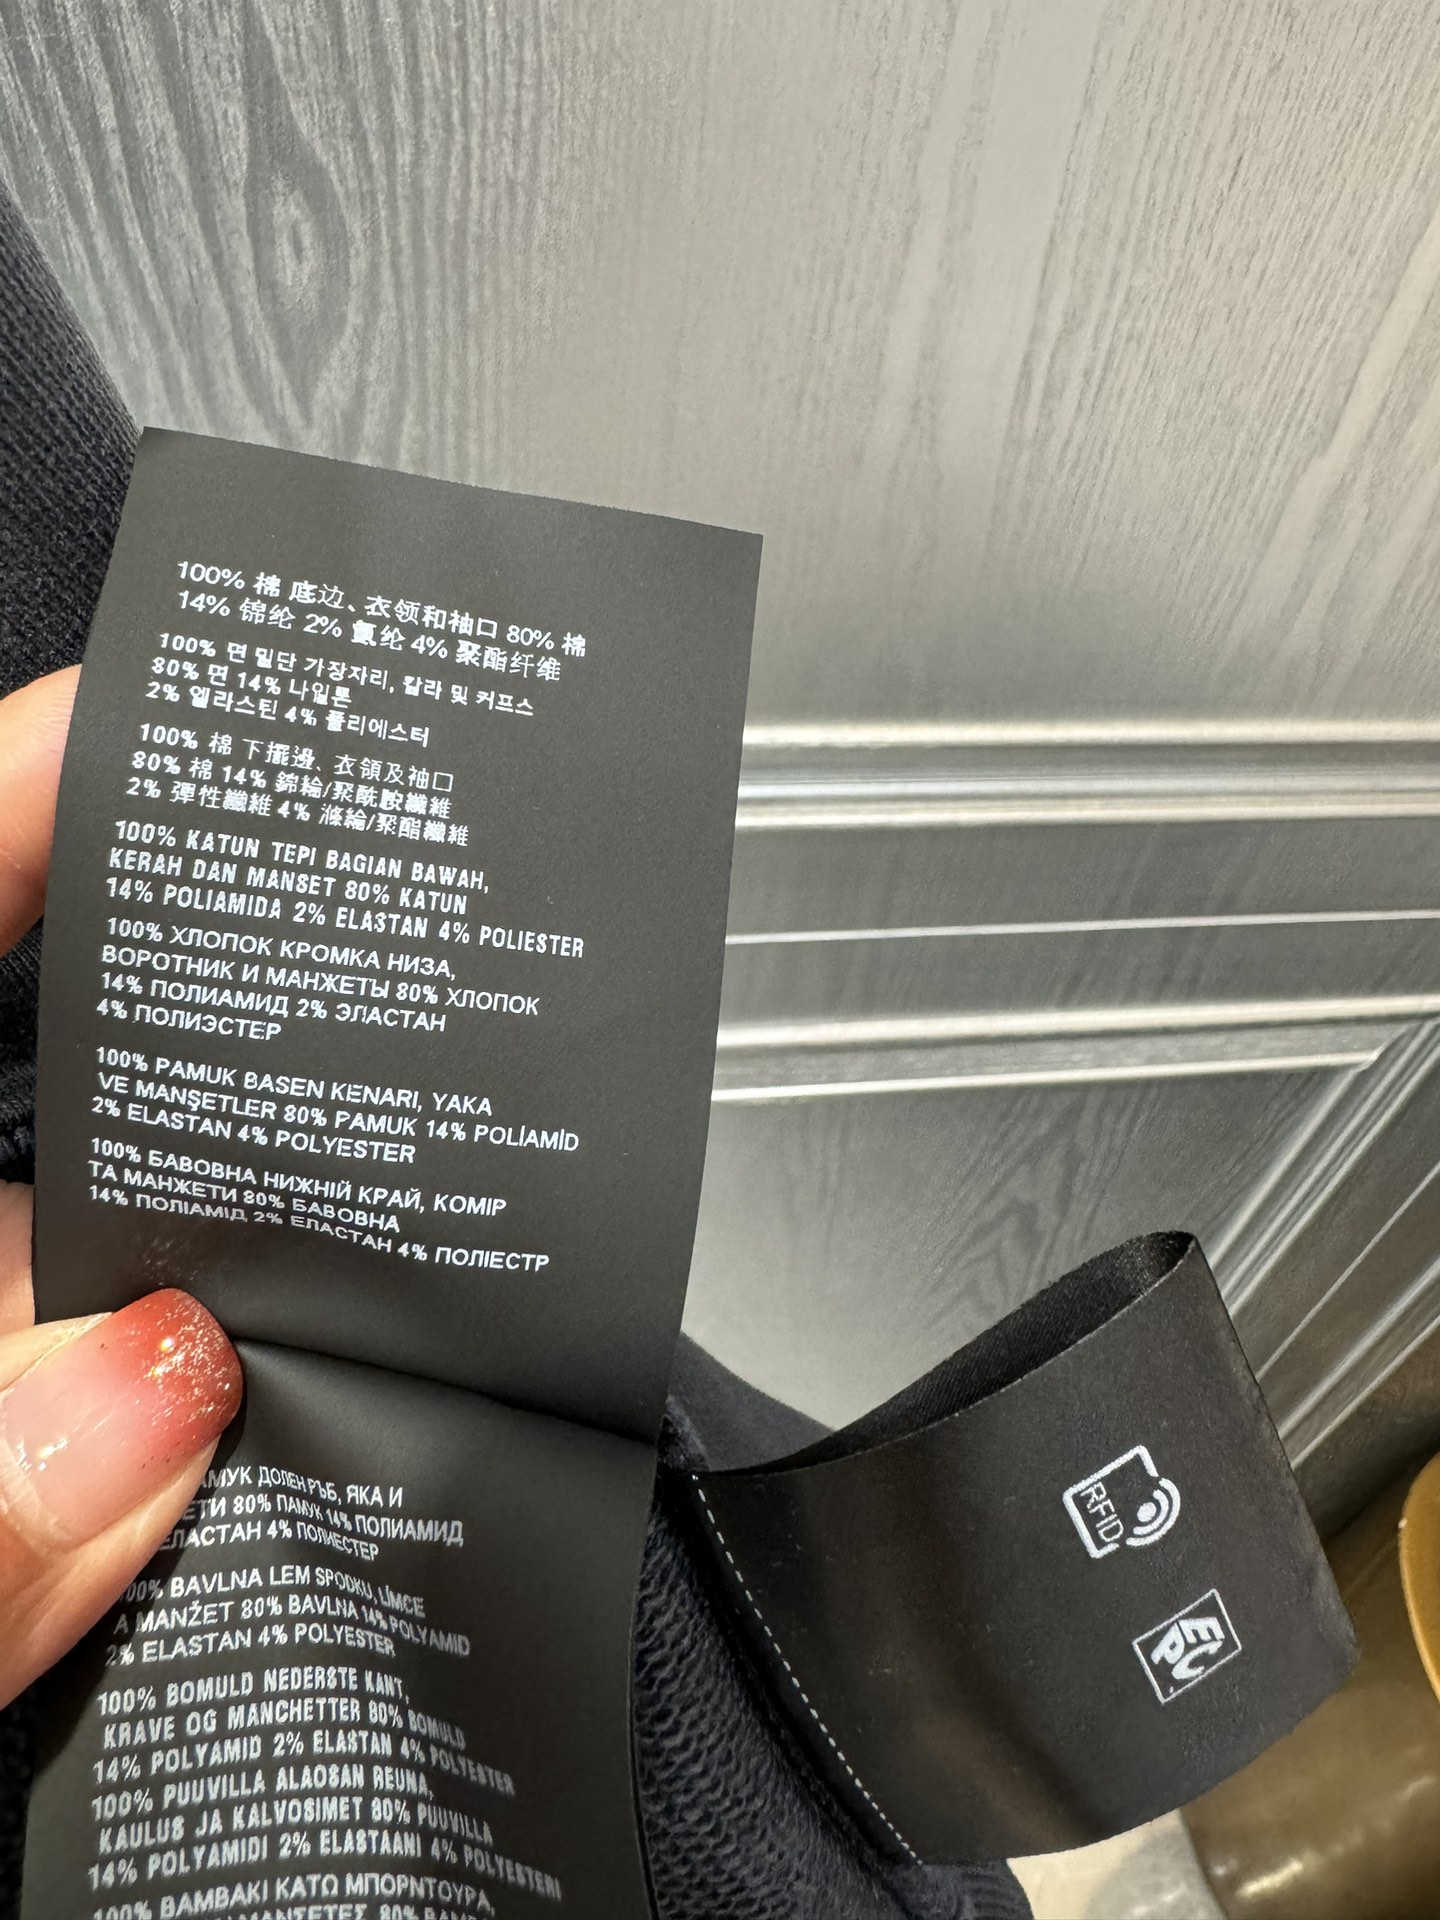 100% 棉 底边、衣领和袖口 80% 棉
14% 锦纶 2% 氨纶 4% 聚酯纤维
100% 면 밑단 가장자리, 칼라 및 커프스
80% 면 14% 나일론
2% 엘라스틴 4% 폴리에스터
100% 棉 下擺邊、衣領及袖口
80% 棉 14% 錦綸/聚酰胺纖維
2% 彈性纖維 4% 滌綸/聚酯纖維
100% KATUN TEPI BAGIAN BAWAH,
KERAH DAN MANSET 80% KATUN
14% POLIAMIDA 2% ELASTAN 4% POLIESTER
100% ХЛОПОК КРОМКА НИЗА,
ВОРОТНИК И МАНЖЕТЫ 80% ХЛОПОК
14% ПОЛИАМИД 2% ЭЛАСТАН
4% ПОЛИЭСТЕР
100% PAMUK BASEN KENARI, YAKA
VE MANŞETLER 80% PAMUK 14% POLİAMİD
2% ELASTAN 4% POLYESTER
100% БАВОВНА НИЖНІЙ КРАЙ, КОМІР
ТА МАНЖЕТИ 80% БАВОВНА
14% ПОЛІАМІД 2% ЕЛАСТАН 4% ПОЛІЕСТР
ДОЛЕН РЪБ, ЯКА И
80% ПАМУК 14% ПОЛИАМИД
ЕЛАСТАН 4% ПОЛИЕСТЕР
100% BAVLNA LEM SPODKU, LÍMCE
A MANŽET 80% BAVLNA 14% POLYAMID
2% ELASTAN 4% POLYESTER
100% BOMULD NEDERSTE KANT,
KRAVE OG MANCHETTER 80% BOMULD
14% POLYAMID 2% ELASTAN 4% POLYESTER
100% PUUVILLA ALAOSAN REUNA,
KAULUS JA KALVOSIMET 80% PUUVILLA
14% POLYAMIDI 2% ELASTAANI 4% POLYESTERI
100% ΒΑΜΒΑΚΙ ΚΑΤΩ ΜΠΟΡΝΤΟΥΡΑ,
80%
RFID
EPC